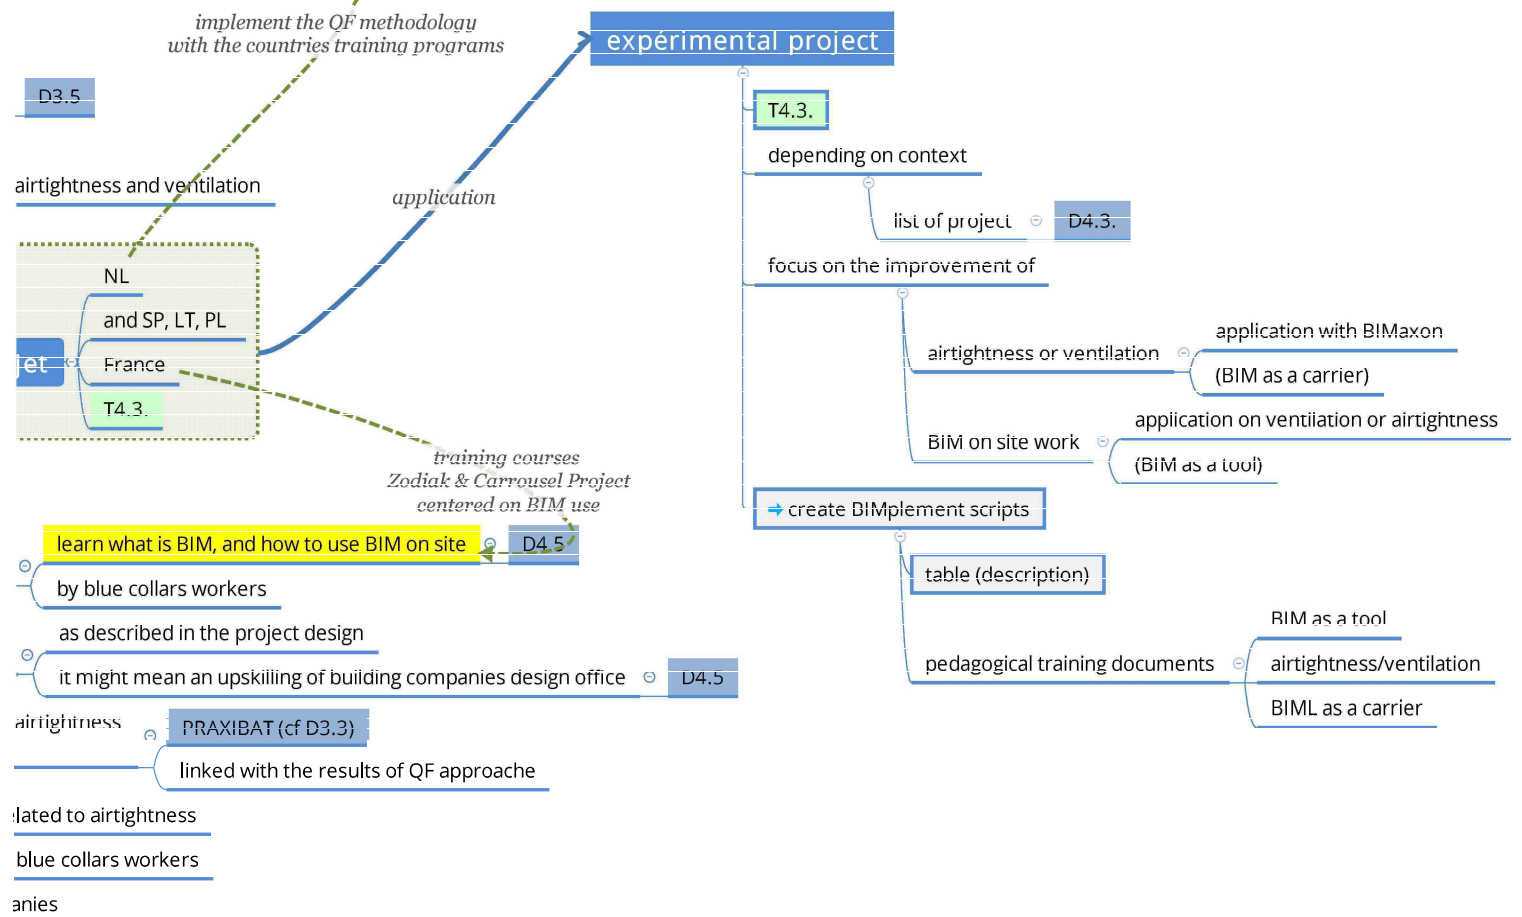 implement the QF methodology
with the countries training programs
expérimental project
D3.5
T4.3.
depending on context
airtightness and ventilation
application
list of project
D4.3.
focus on the improvement of
NL
and SP, LT, PL
France
T4.3.
jet
application with BIMaxon
airtightness or ventilation
(BIM as a carrier)
application on ventilation or airtightness
BIM on site work
(BIM as a tool)
training courses
Zodiak & Carrousel Project
centered on BIM use
create BIMplement scripts
learn what is BIM, and how to use BIM on site
D4.5
table (description)
by blue collars workers
BIM as a tool
as described in the project design
pedagogical training documents
airtightness/ventilation
it might mean an upskilling of building companies design office
D4.5
BIML as a carrier
airtightness
PRAXIBAT (cf D3.3)
linked with the results of QF approache
elated to airtightness
blue collars workers
anies